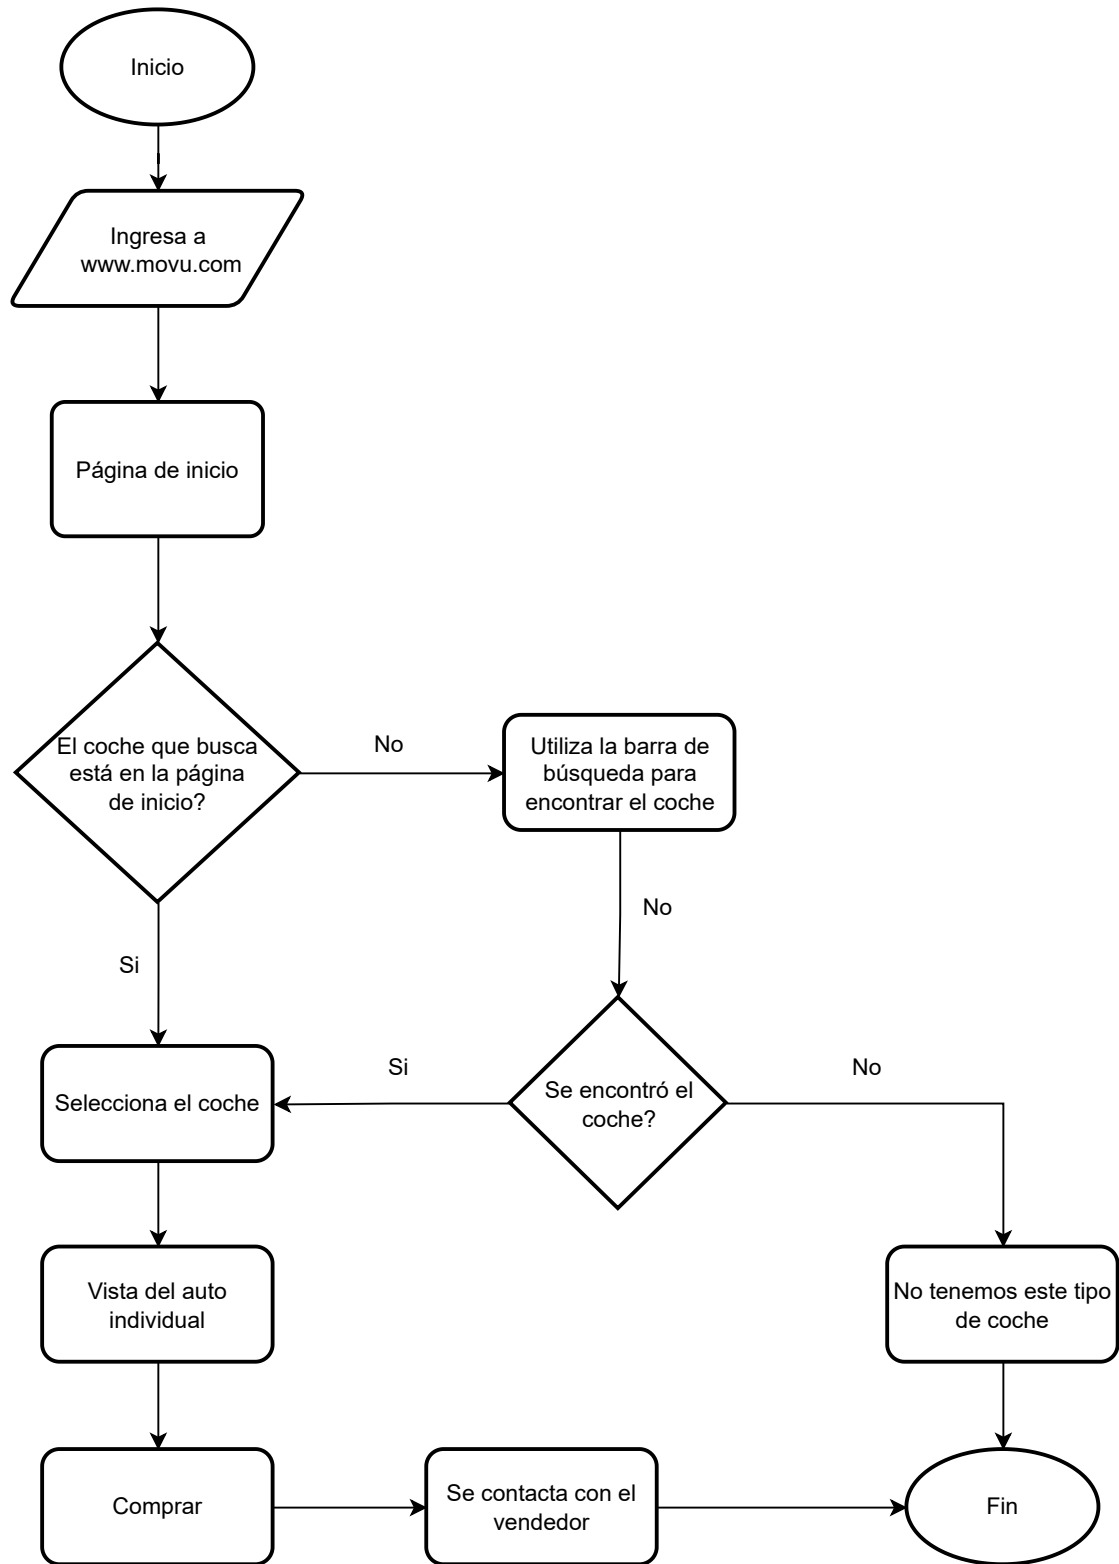 Inicio
Ingresa a
www.movu.com
Página de inicio
El coche que busca
está en la página
de inicio?
No
Utiliza la barra de
búsqueda para
encontrar el coche
No
Si
Selecciona el coche
Si
Se encontró el
coche?
No
Vista del auto
individual
No tenemos este tipo
de coche
Comprar
Se contacta con el
vendedor
Fin